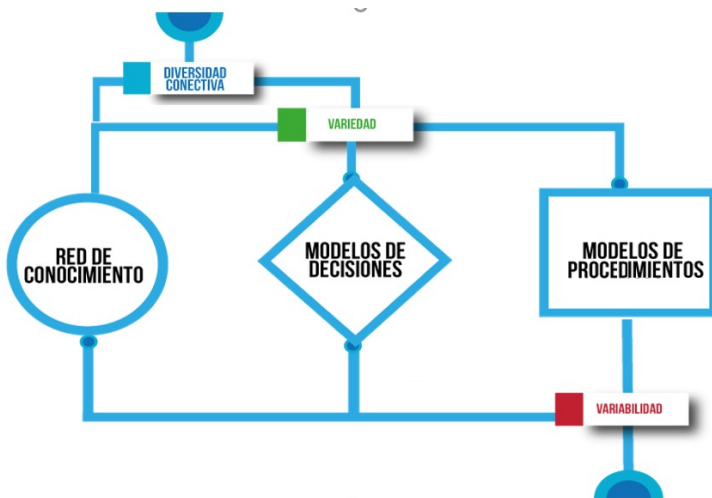 DIVERSIDAD
CONECTIVA
VARIEDAD
RED DE
CONOCIMIENTO
MODELOS DE
DECISIONES
MODELOS DE
PROCEDIMIENTOS
VARIABILIDAD